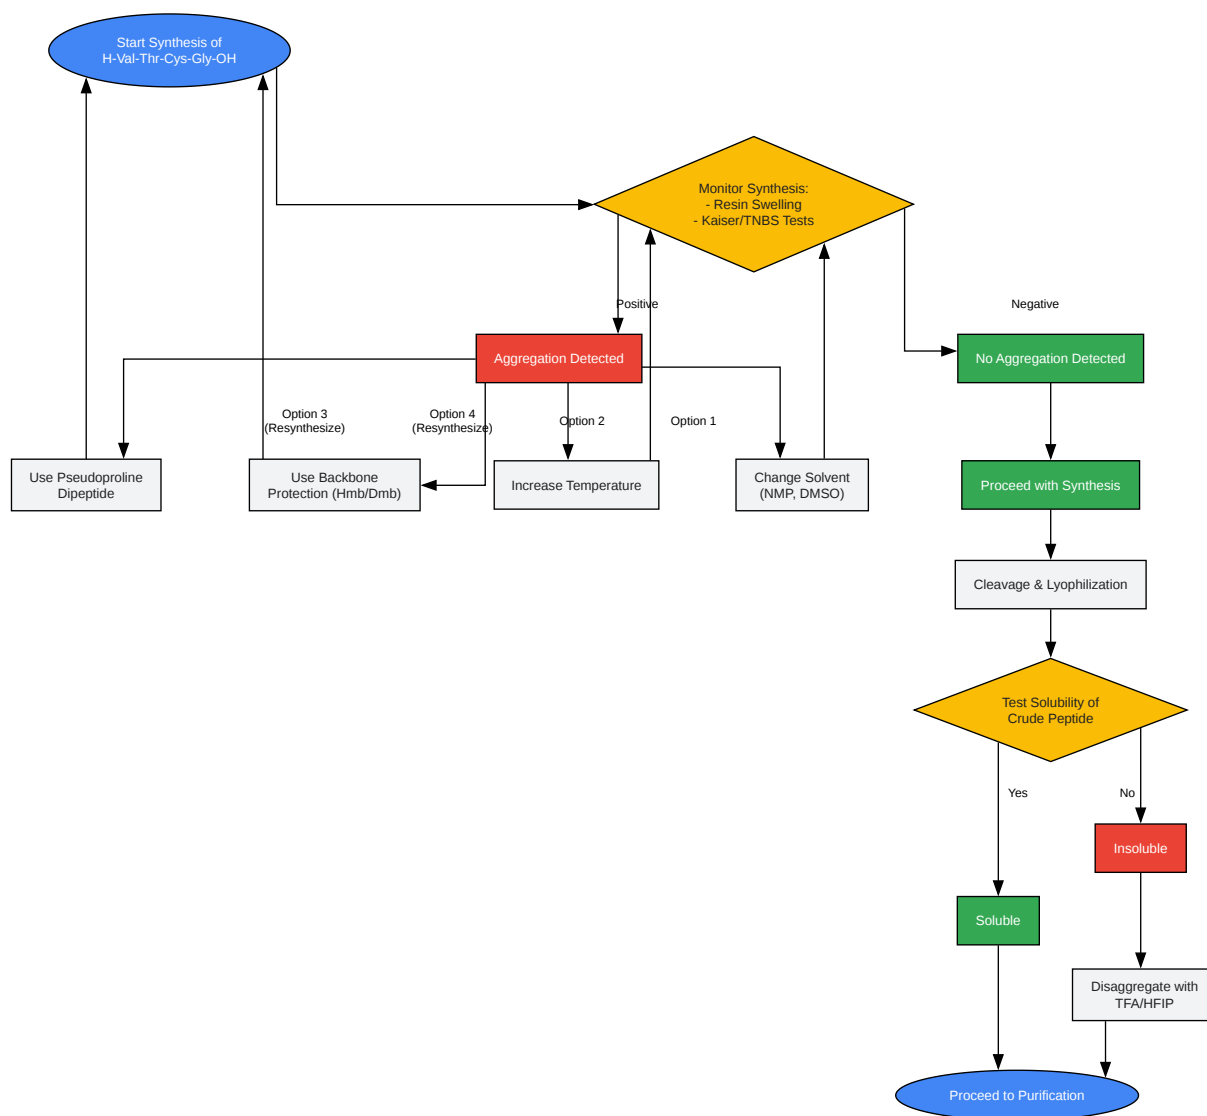 Start Synthesis of
H-Val-Thr-Cys-Gly-OH
Monitor Synthesis:
- Resin Swelling
- Kaiser/TNBS Tests
Positive
Negative
Aggregation Detected
No Aggregation Detected
Option 3
(Resynthesize)
Option 4
(Resynthesize)
Option 2
Option 1
Use Pseudoproline
Dipeptide
Use Backbone
Protection (Hmb/Dmb)
Increase Temperature
Change Solvent
(NMP, DMSO)
Proceed with Synthesis
Cleavage & Lyophilization
Test Solubility of
Crude Peptide
Yes
No
Insoluble
Soluble
Disaggregate with
TFA/HFIP
Proceed to Purification